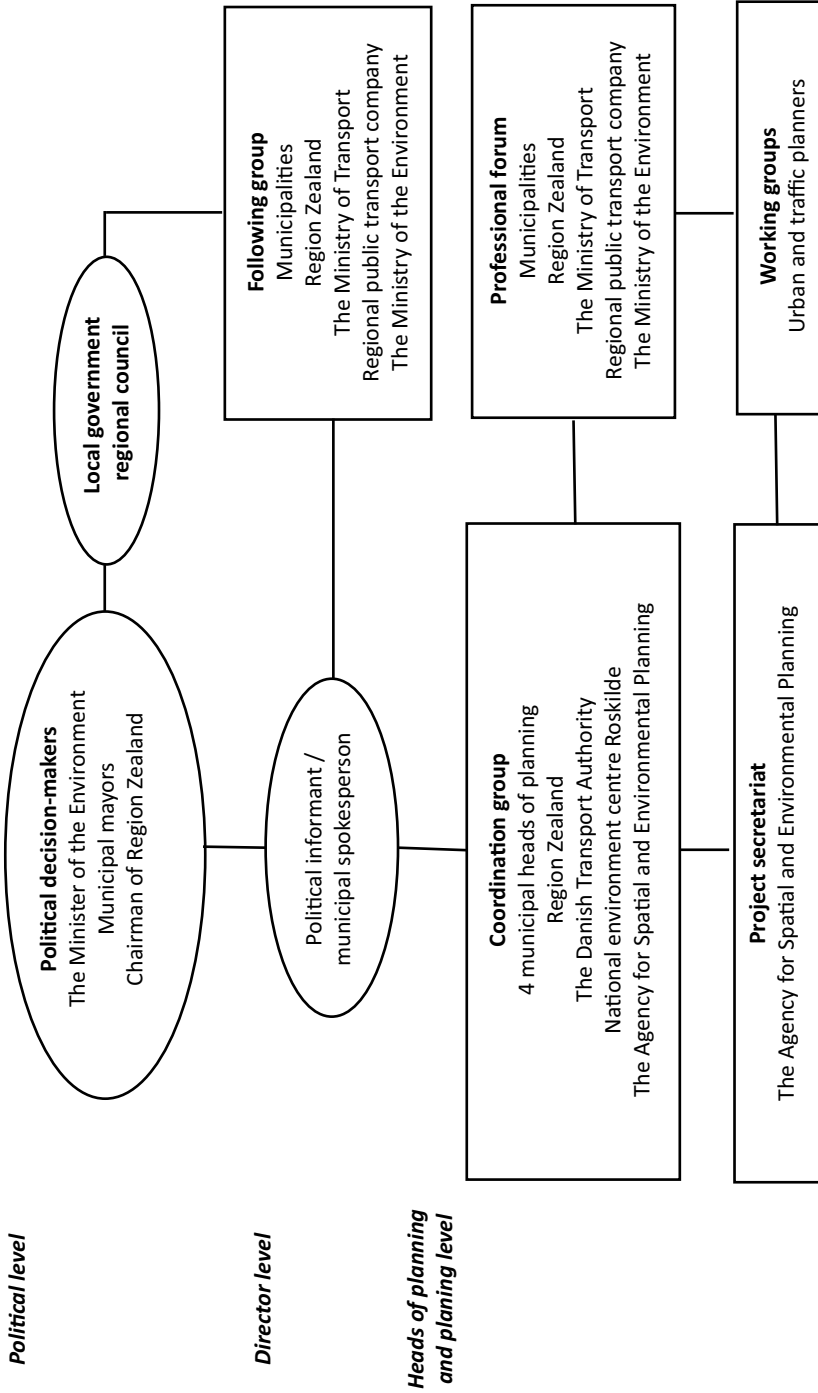 Political level
Political decision-makers
The Minister of the Environment
Municipal mayors
Chairman of Region Zealand
Local government
regional council
Director level
Political informant /
municipal spokesperson
Following group
Municipalities
Region Zealand
The Ministry of Transport
Regional public transport company
The Ministry of the Environment
Heads of planning
and planing level
Coordination group
4 municipal heads of planning
Region Zealand
The Danish Transport Authority
National environment centre Roskilde
The Agency for Spatial and Environmental Planning
Professional forum
Municipalities
Region Zealand
The Ministry of Transport
Regional public transport company
The Ministry of the Environment
Project secretariat
The Agency for Spatial and Environmental Planning
Working groups
Urban and traffic planners